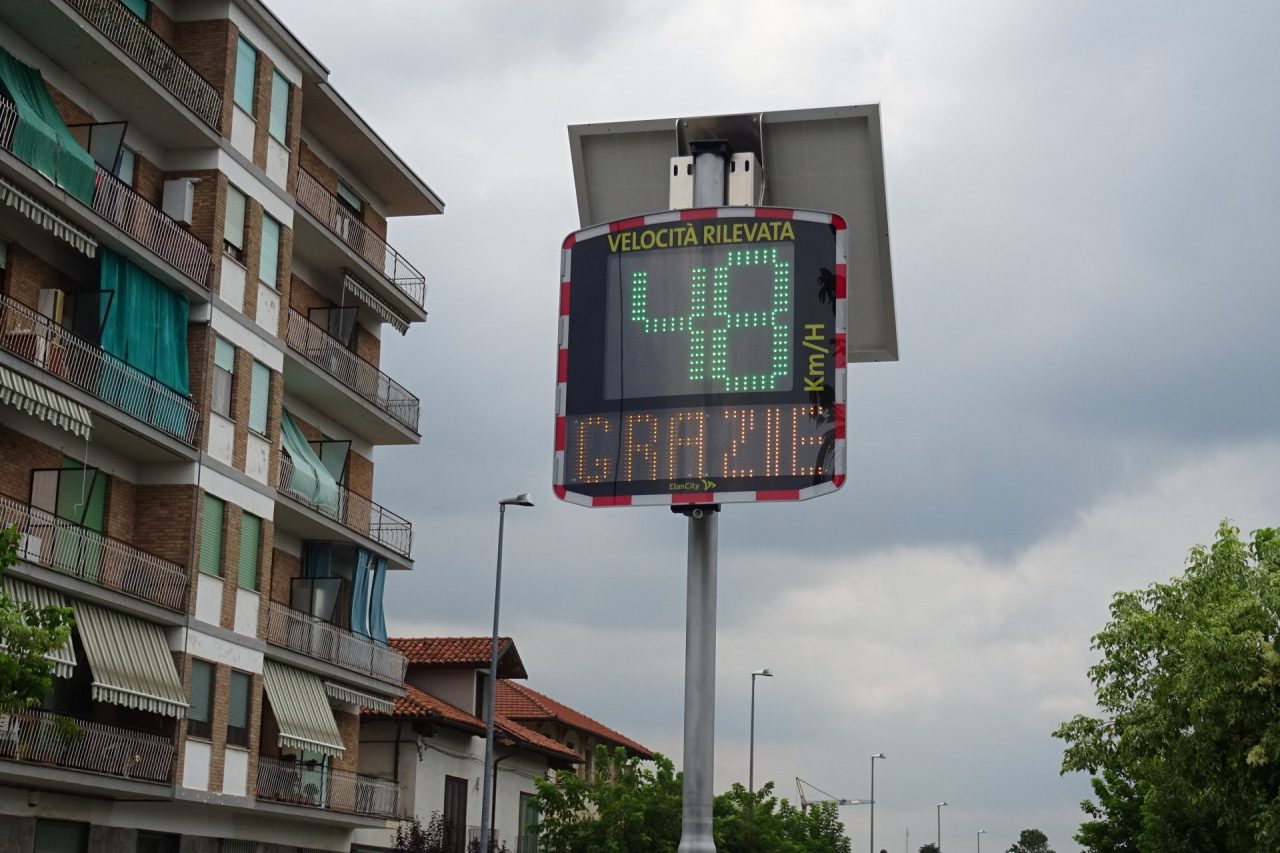 VELOCITÀ RILEVATA
48
Km/H
GRAZIE
ElanCity